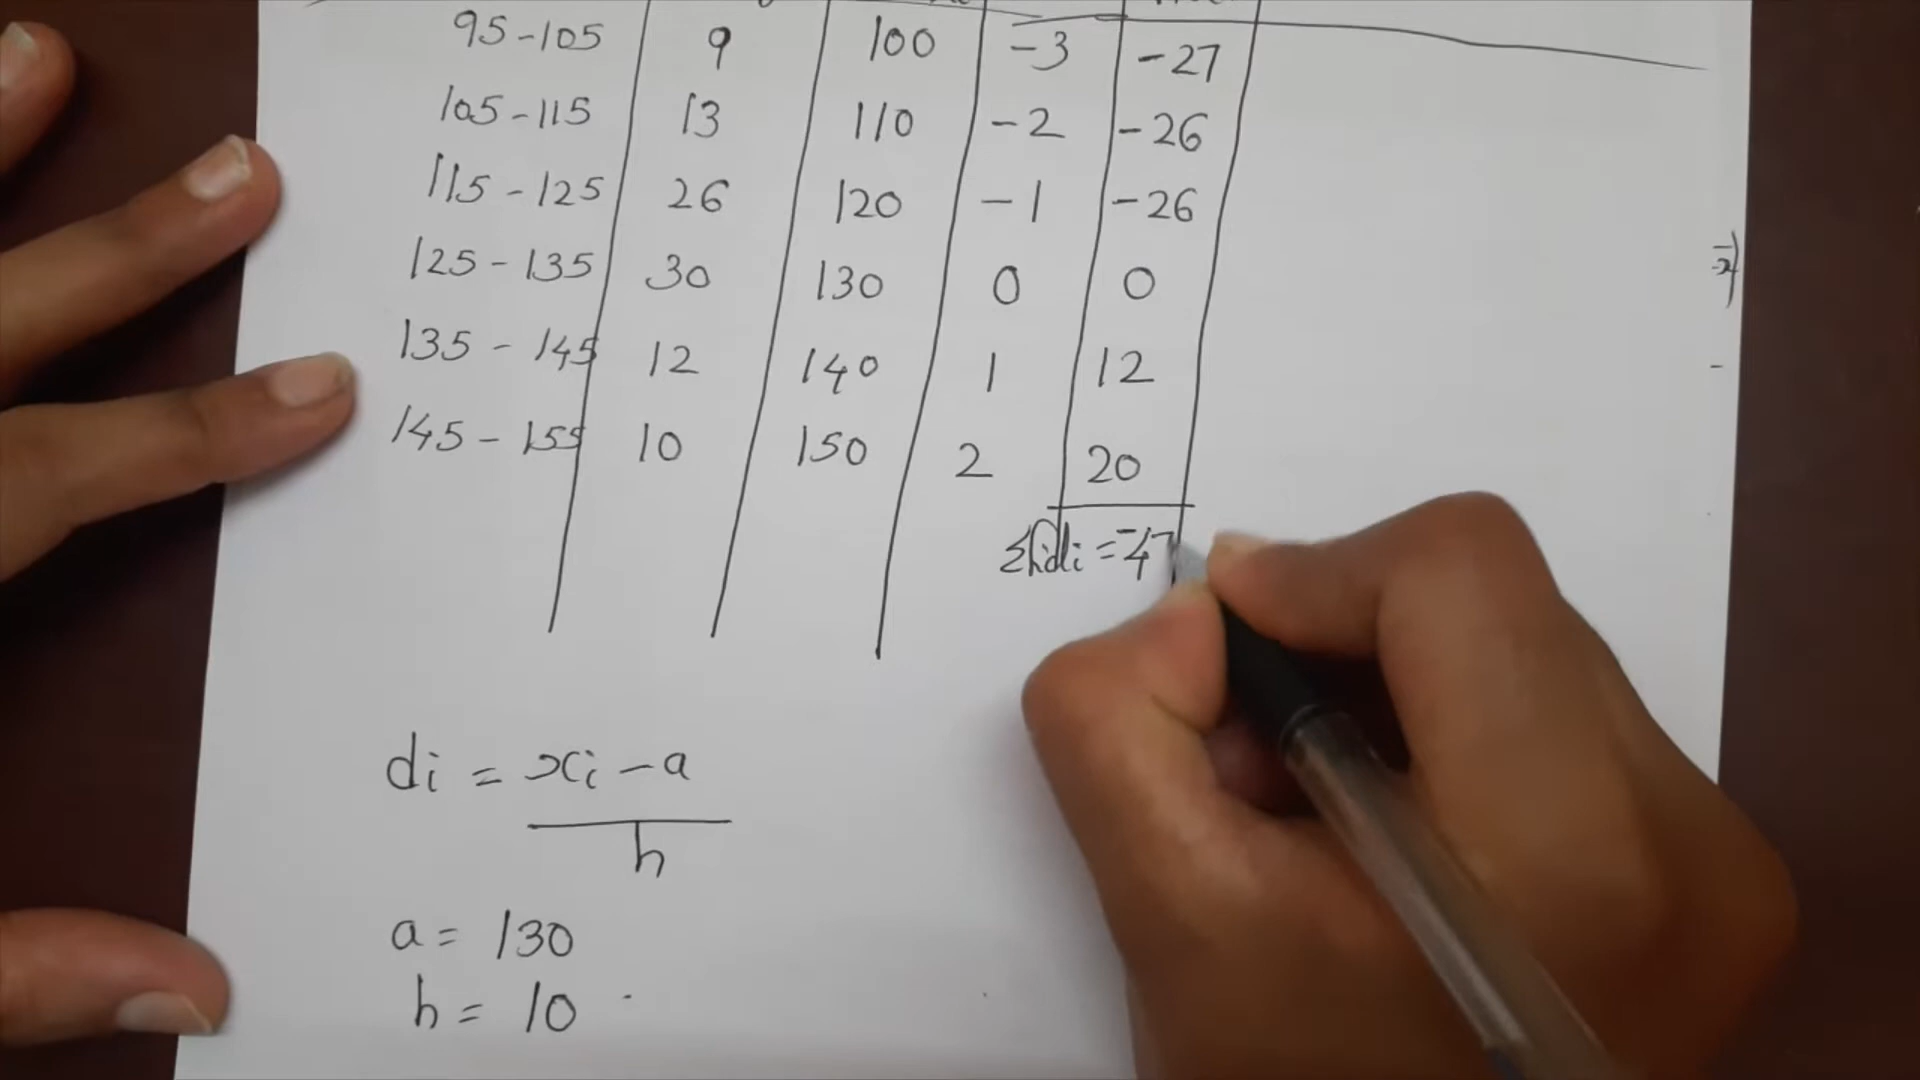 95-105 9 100 -3 -27
105-115 13 110 -2 -26
115-125 26 120 -1 -26
125-135 30 130 0 0
135-145 12 140 1 12
145-155 10 150 2 20
= -47
di = xi - a
h
a = 130
h = 10